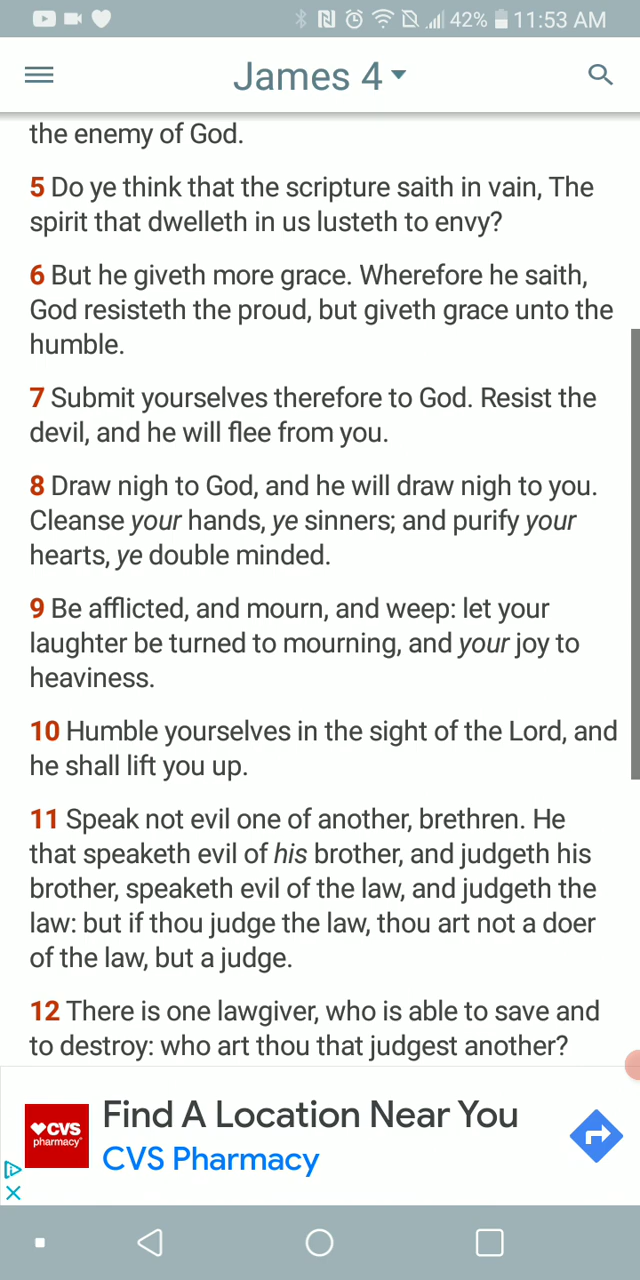 42% 11:53 AM
James 4
the enemy of God.
5 Do ye think that the scripture saith in vain, The
spirit that dwelleth in us lusteth to envy?
6 But he giveth more grace. Wherefore he saith,
God resisteth the proud, but giveth grace unto the
humble.
7 Submit yourselves therefore to God. Resist the
devil, and he will flee from you.
8 Draw nigh to God, and he will draw nigh to you.
Cleanse your hands, ye sinners; and purify your
hearts, ye double minded.
9 Be afflicted, and mourn, and weep: let your
laughter be turned to mourning, and your joy to
heaviness.
10 Humble yourselves in the sight of the Lord, and
he shall lift you up.
11 Speak not evil one of another, brethren. He
that speaketh evil of his brother, and judgeth his
brother, speaketh evil of the law, and judgeth the
law: but if thou judge the law, thou art not a doer
of the law, but a judge.
12 There is one lawgiver, who is able to save and
to destroy: who art thou that judgest another?
CVS
pharmacy
Find A Location Near You
CVS Pharmacy